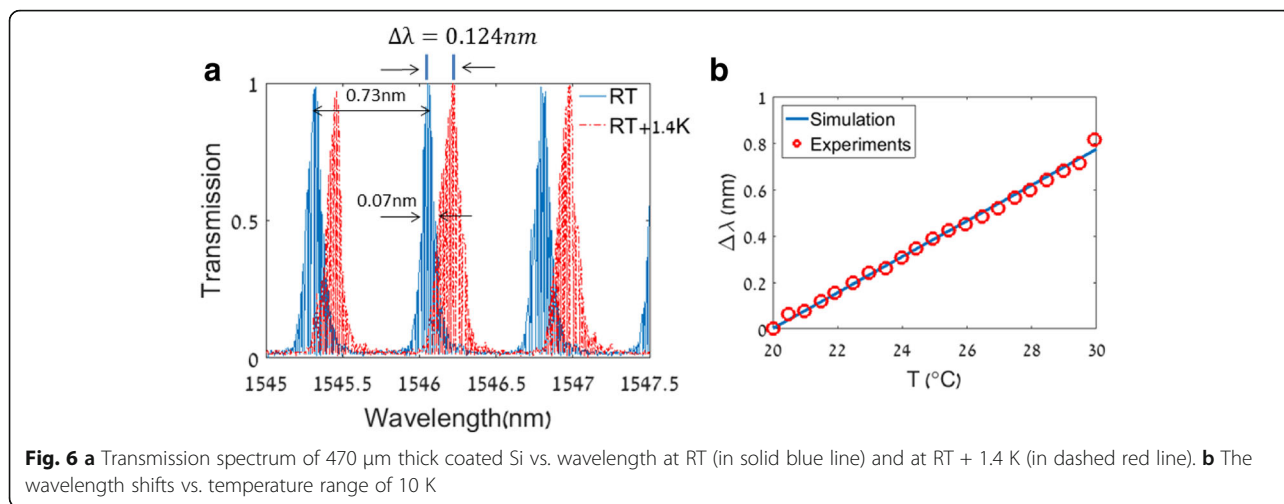 Δλ = 0.124nm
a
0.73nm
RT
RT+1.4K
0.07nm
Transmission
1
0.5
0
1545 1545.5 1546 1546.5 1547 1547.5
Wavelength(nm)
b
Simulation
Experiments
Δλ (nm)
1
0.8
0.6
0.4
0.2
0
20 22 24 26 28 30
T (°C)
Fig. 6 a Transmission spectrum of 470 μm thick coated Si vs. wavelength at RT (in solid blue line) and at RT + 1.4 K (in dashed red line). b The
wavelength shifts vs. temperature range of 10 K